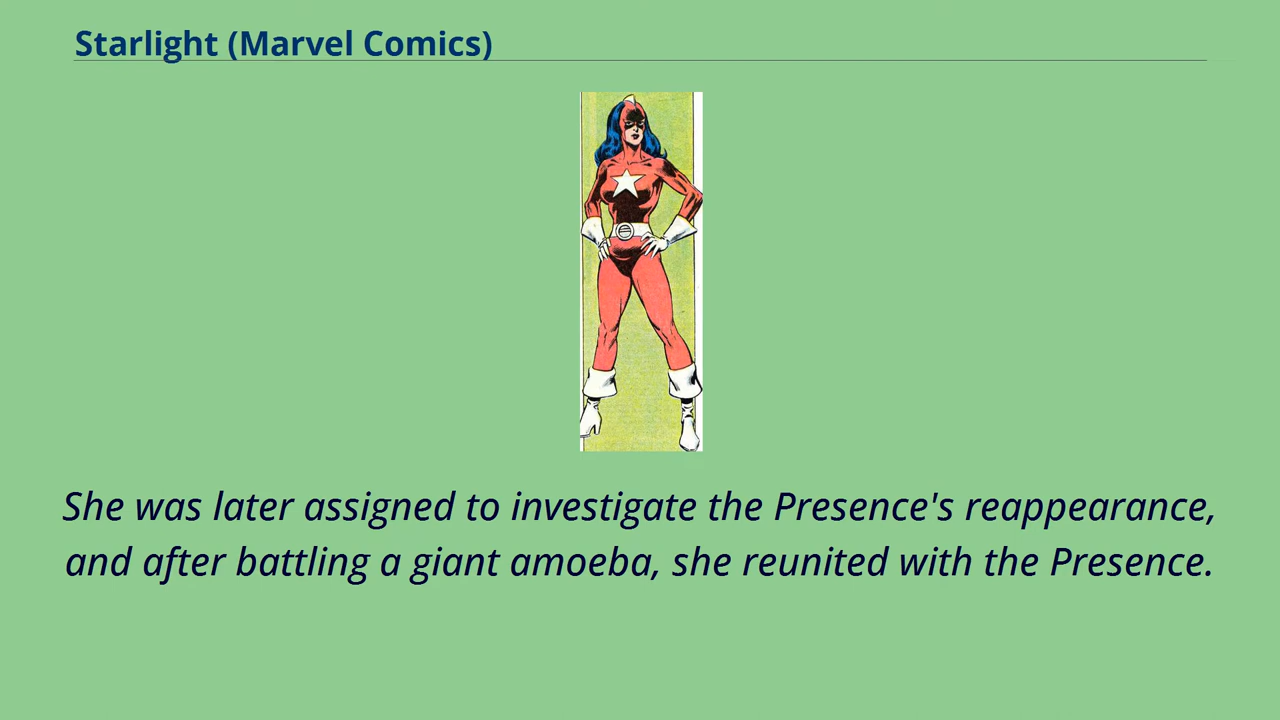 Starlight (Marvel Comics)
She was later assigned to investigate the Presence's reappearance,
and after battling a giant amoeba, she reunited with the Presence.